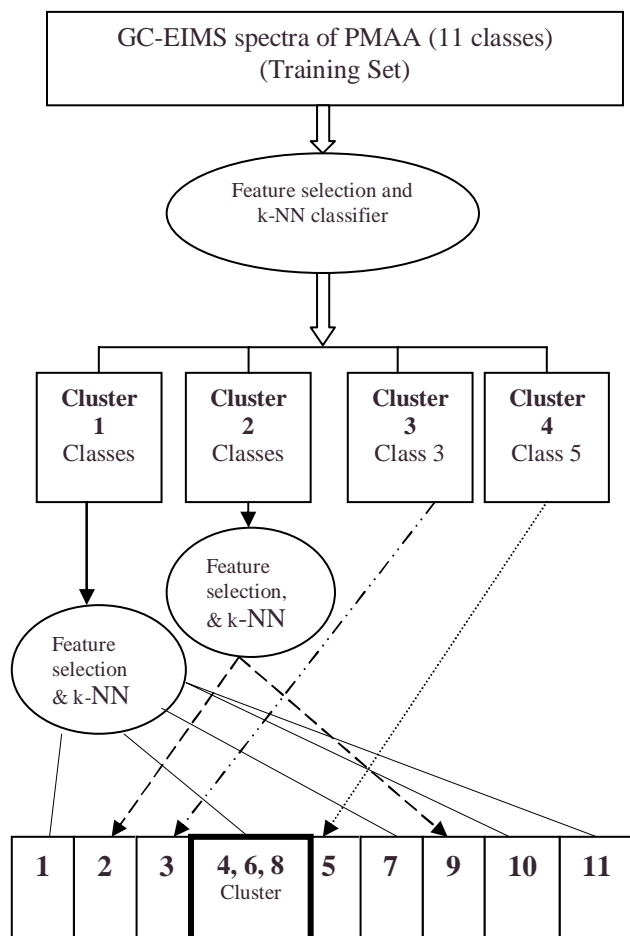 GC-EIMS spectra of PMAA (11 classes)
(Training Set)
Feature selection and
k-NN classifier
Cluster
1
Classes
Cluster
2
Classes
Cluster
3
Class 3
Cluster
4
Class 5
Feature
selection,
& k-NN
Feature
selection
& k-NN
1
2
3
4, 6, 8
Cluster
5
7
9
10
11